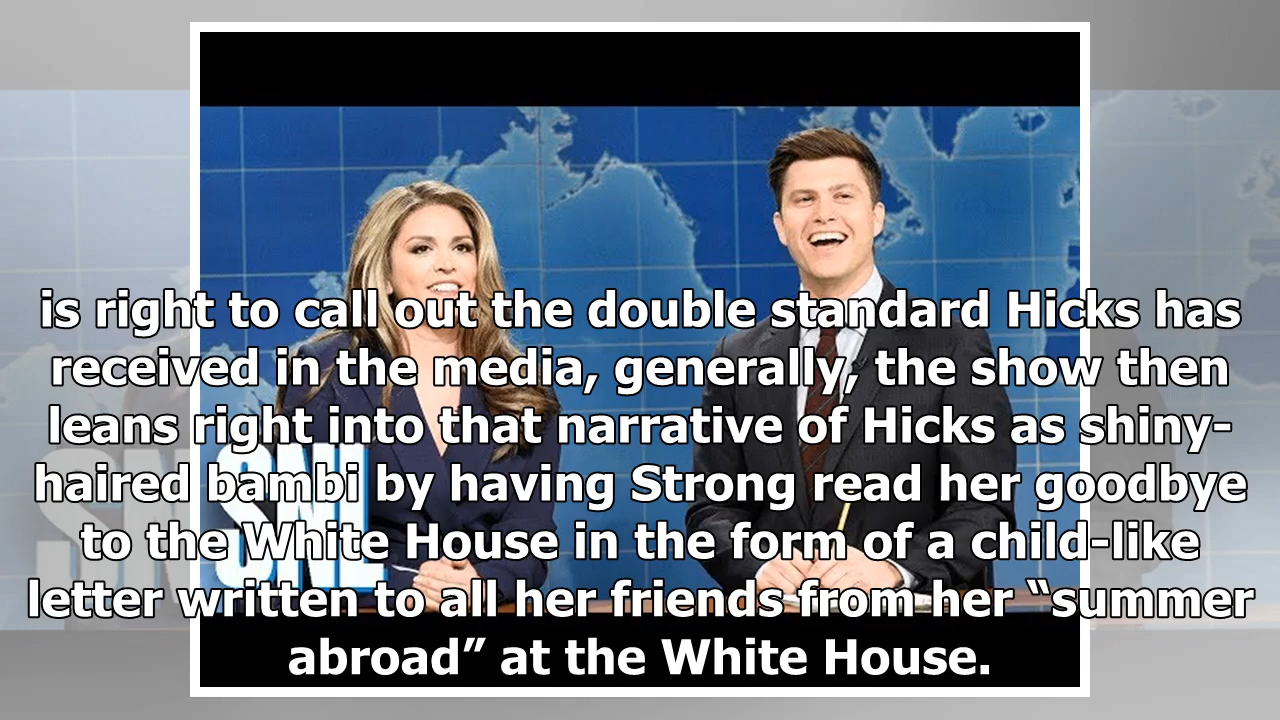 is right to call out the double standard Hicks has
received in the media, generally, the show then
leans right into that narrative of Hicks as shiny-
haired bambi by having Strong read her goodbye
to the White House in the form of a child-like
letter written to all her friends from her “summer
abroad” at the White House.
SNL